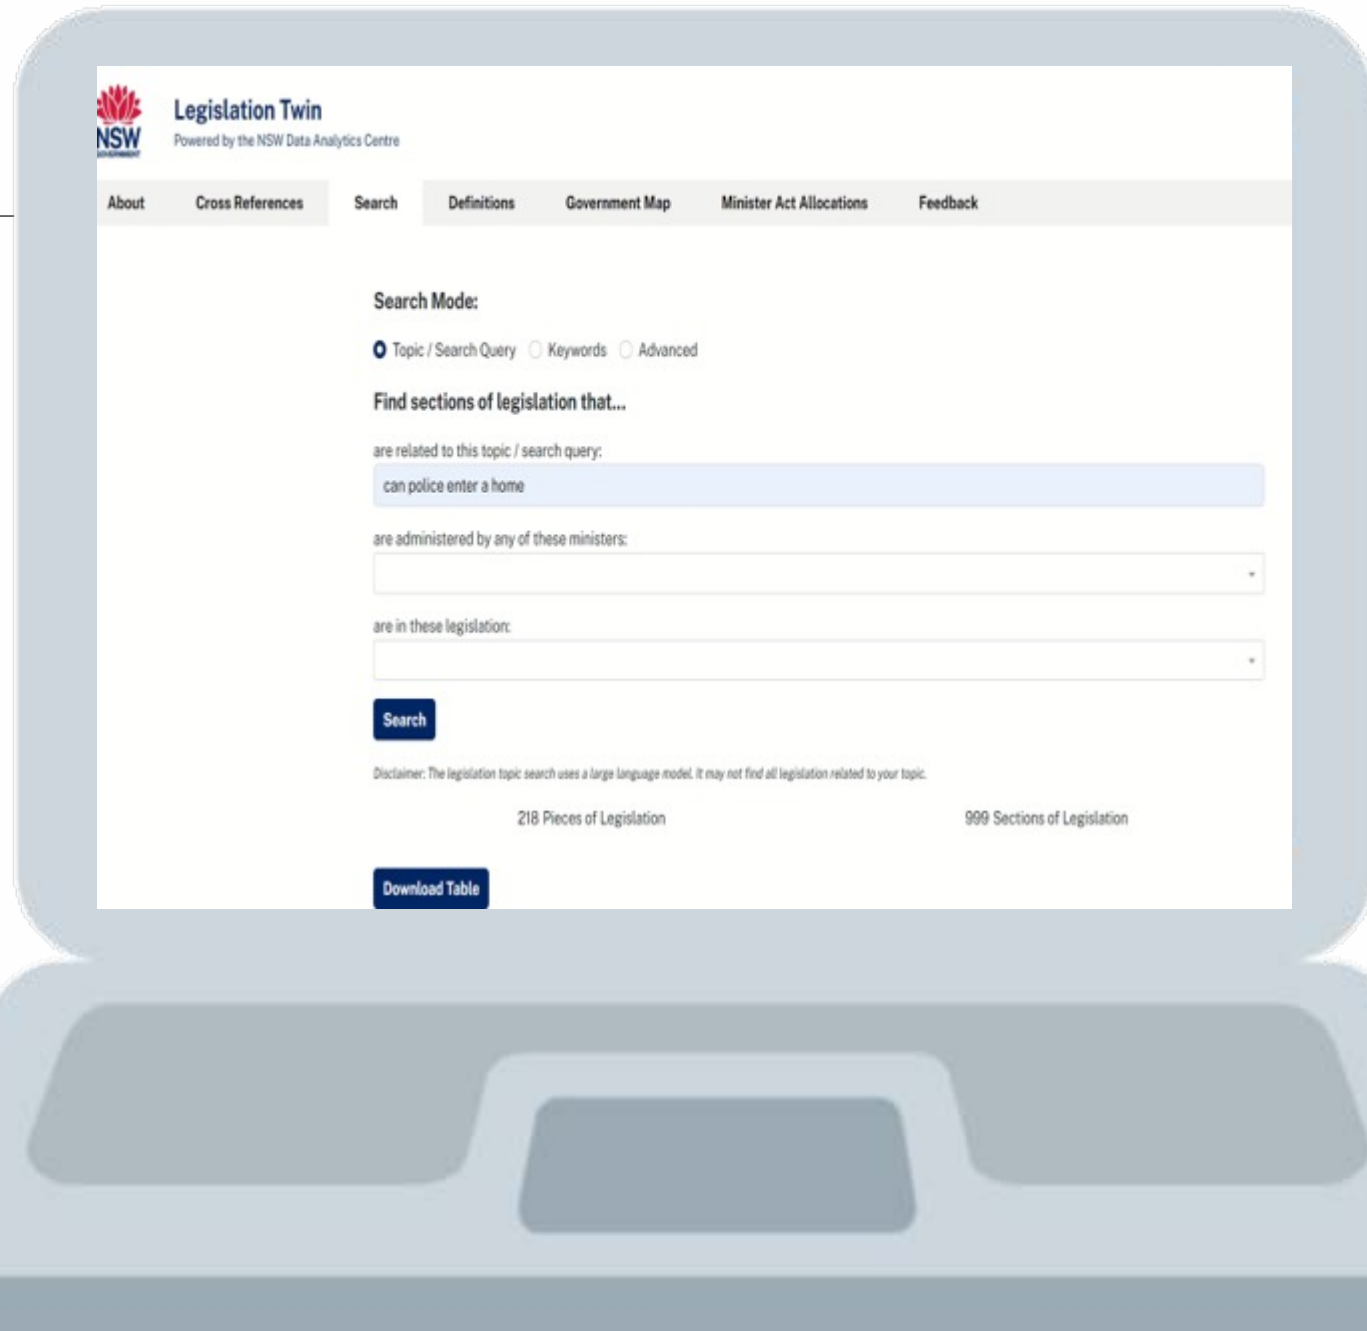 Legislation Twin
NSW
GOVERNMENT
Powered by the NSW Data Analytics Centre
About Cross References Search Definitions Government Map Minister Act Allocations Feedback
Search Mode:
Topic / Search Query Keywords Advanced
Find sections of legislation that...
are related to this topic / search query:
can police enter a home
are administered by any of these ministers:
are in these legislation:
Search
Disclaimer: The legislation topic search uses a large language model. It may not find all legislation related to your topic.
218 Pieces of Legislation 999 Sections of Legislation
Download Table